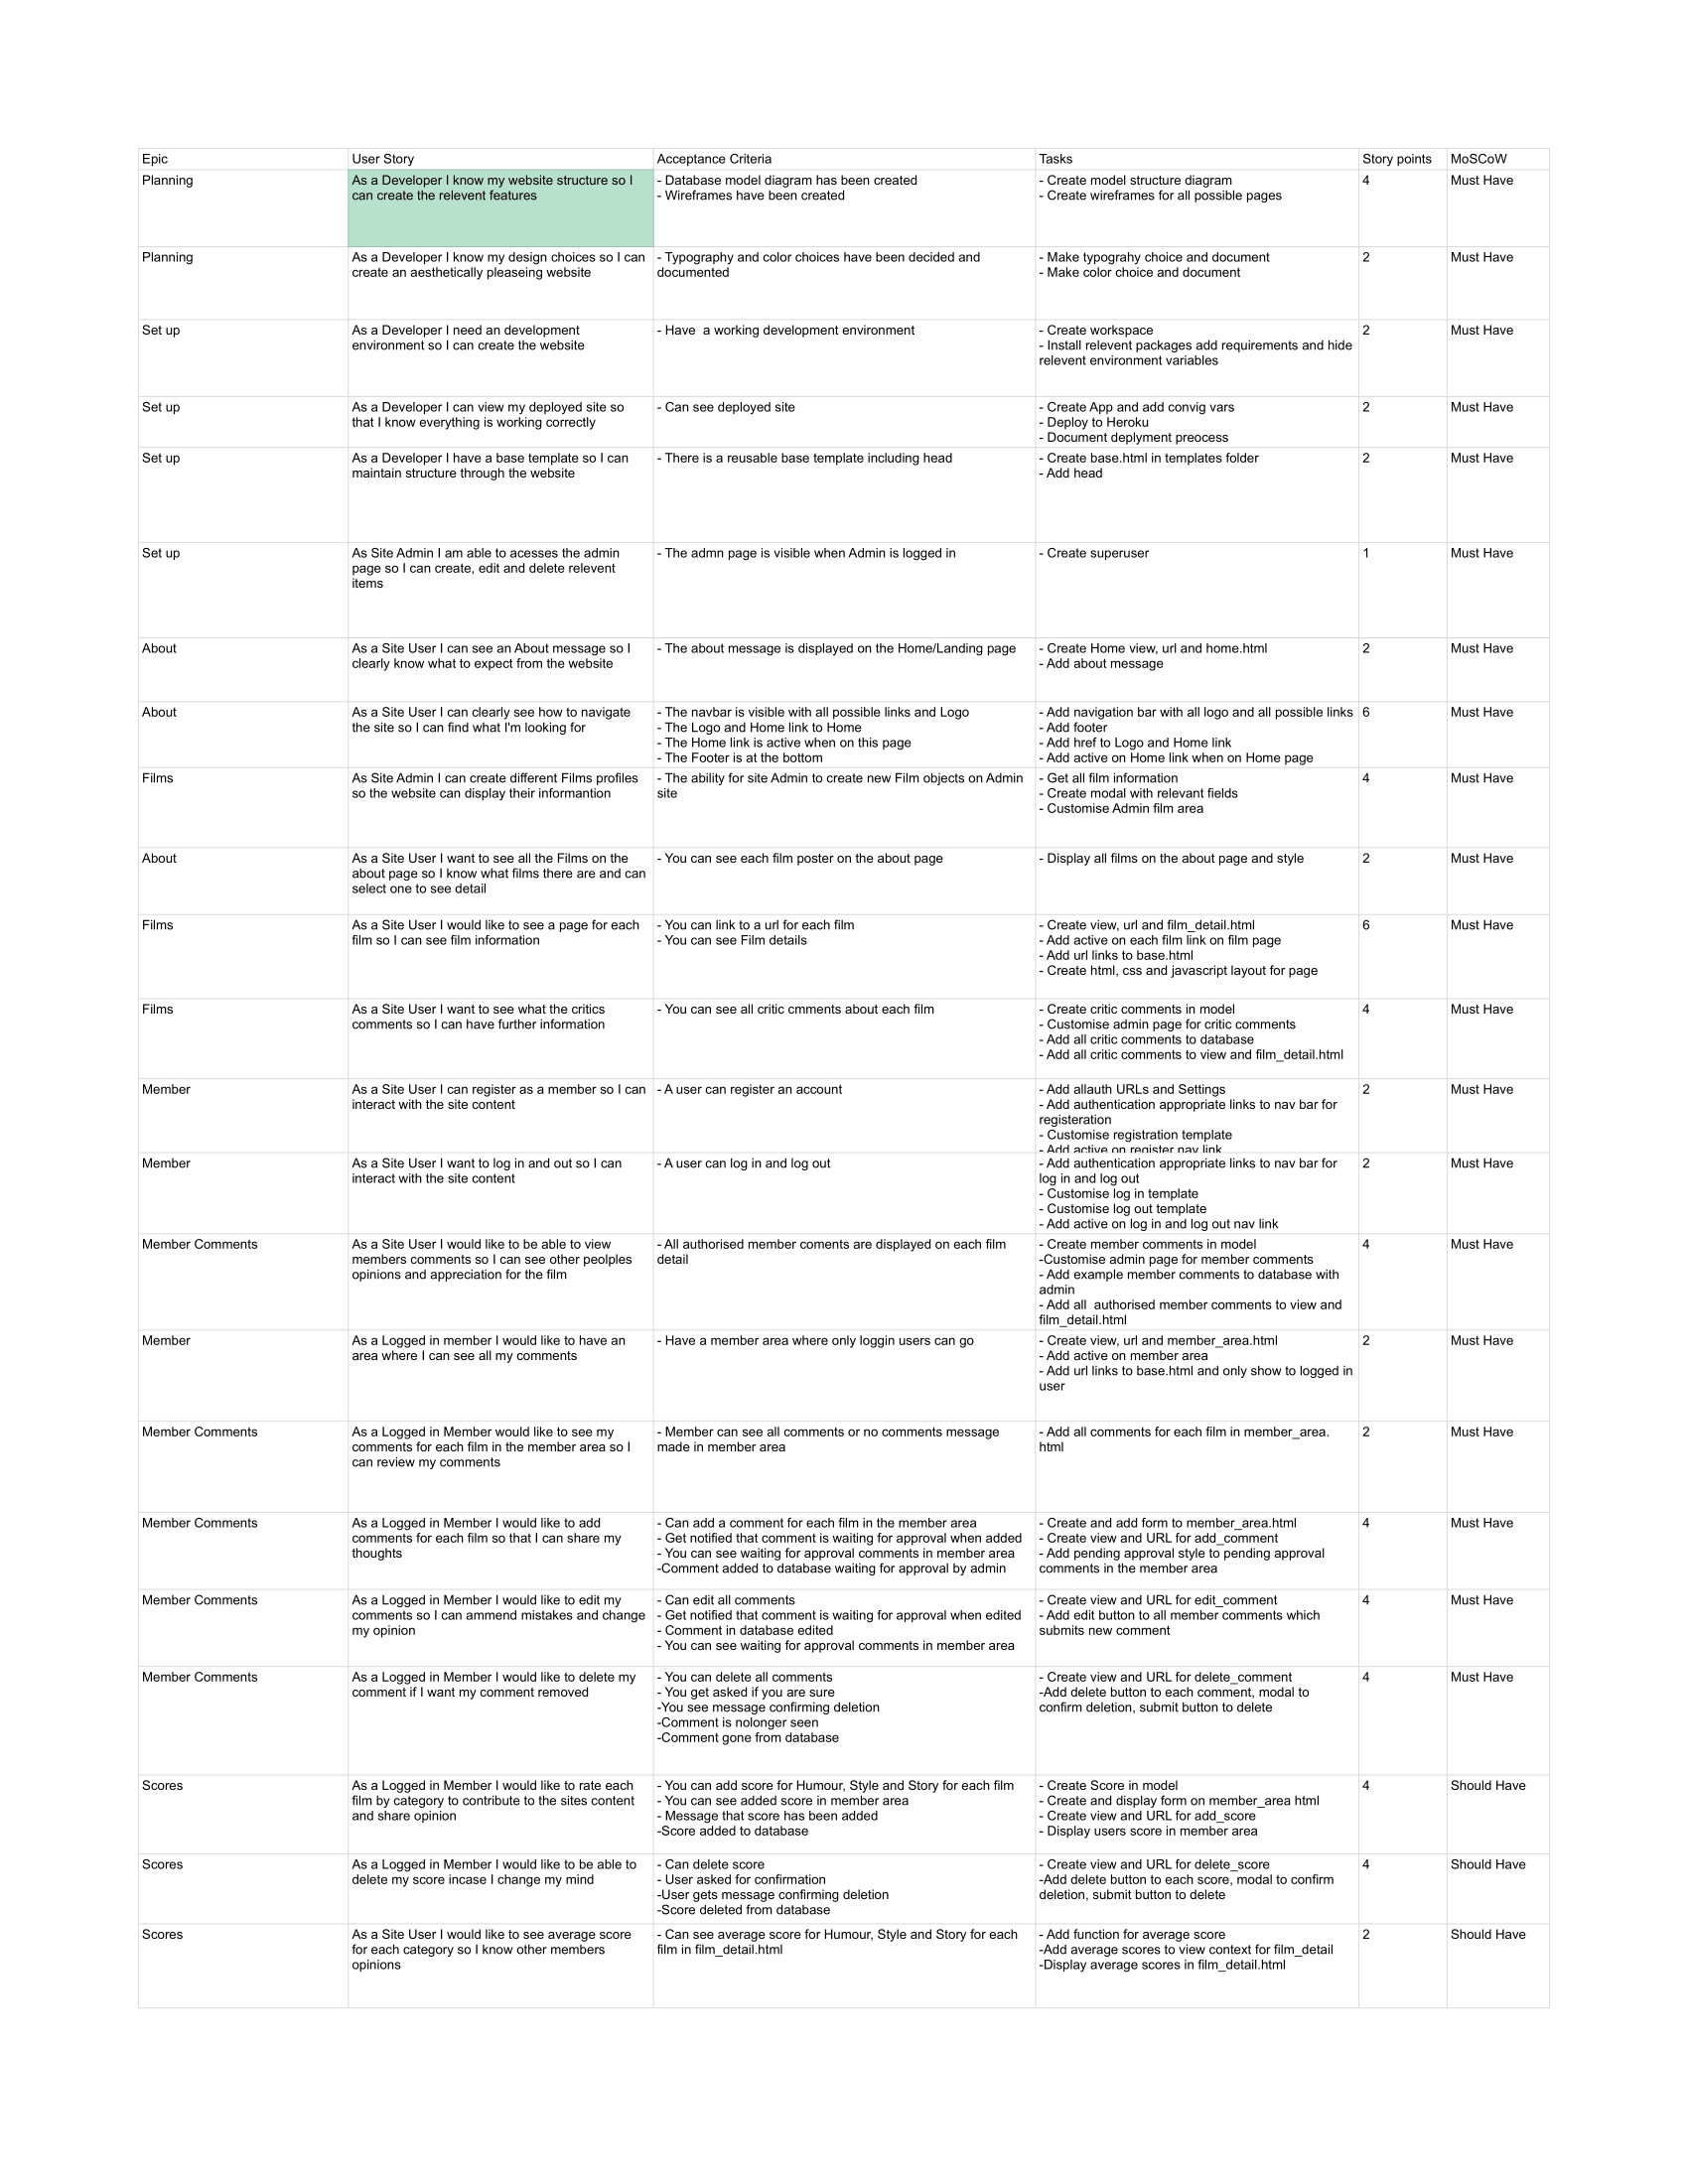 Epic User Story Acceptance Criteria Tasks Story points MoSCoW
Planning As a Developer I know my website structure so I - Database model diagram has been created - Create model structure diagram 4 Must Have
can create the relevent features - Wireframes have been created - Create wireframes for all possible pages
Planning As a Developer I know my design choices so I can - Typography and color choices have been decided and - Make typograhy choice and document 2 Must Have
create an aesthetically pleaseing website documented - Make color choice and document
Set up As a Developer I need an development - Have  a working development environment - Create workspace 2 Must Have
environment so I can create the website - Install relevent packages add requirements and hide
relevent environment variables
Set up As a Developer I can view my deployed site so - Can see deployed site - Create App and add convig vars 2 Must Have
that I know everything is working correctly - Deploy to Heroku
- Document deplyment preocess
Set up As a Developer I have a base template so I can - There is a reusable base template including head - Create base.html in templates folder 2 Must Have
maintain structure through the website - Add head
Set up As Site Admin I am able to acesses the admin - The admn page is visible when Admin is logged in - Create superuser 1 Must Have
page so I can create, edit and delete relevent
items
About As a Site User I can see an About message so I - The about message is displayed on the Home/Landing page - Create Home view, url and home.html 2 Must Have
clearly know what to expect from the website - Add about message
About As a Site User I can clearly see how to navigate - The navbar is visible with all possible links and Logo - Add navigation bar with all logo and all possible links 6 Must Have
the site so I can find what I'm looking for - The Logo and Home link to Home - Add footer
- The Home link is active when on this page - Add href to Logo and Home link
- The Footer is at the bottom - Add active on Home link when on Home page
Films As Site Admin I can create different Films profiles - The ability for site Admin to create new Film objects on Admin - Get all film information 4 Must Have
so the website can display their informantion site - Create modal with relevant fields
- Customise Admin film area
About As a Site User I want to see all the Films on the - You can see each film poster on the about page - Display all films on the about page and style 2 Must Have
about page so I know what films there are and can
select one to see detail
Films As a Site User I would like to see a page for each - You can link to a url for each film - Create view, url and film_detail.html 6 Must Have
film so I can see film information - You can see Film details - Add active on each film link on film page
- Add url links to base.html
- Create html, css and javascript layout for page
Films As a Site User I want to see what the critics - You can see all critic cmments about each film - Create critic comments in model 4 Must Have
comments so I can have further information - Customise admin page for critic comments
- Add all critic comments to database
- Add all critic comments to view and film_detail.html
Member As a Site User I can register as a member so I can - A user can register an account - Add allauth URLs and Settings 2 Must Have
interact with the site content - Add authentication appropriate links to nav bar for
registeration
- Customise registration template
- Add active on register nav link
Member As a Site User I want to log in and out so I can - A user can log in and log out - Add authentication appropriate links to nav bar for 2 Must Have
interact with the site content log in and log out
- Customise log in template
- Customise log out template
- Add active on log in and log out nav link
Member Comments As a Site User I would like to be able to view - All authorised member coments are displayed on each film - Create member comments in model 4 Must Have
members comments so I can see other peolples detail -Customise admin page for member comments
opinions and appreciation for the film - Add example member comments to database with
admin
- Add all  authorised member comments to view and
film_detail.html
Member As a Logged in member I would like to have an - Have a member area where only loggin users can go - Create view, url and member_area.html 2 Must Have
area where I can see all my comments - Add active on member area
- Add url links to base.html and only show to logged in
user
Member Comments As a Logged in Member would like to see my - Member can see all comments or no comments message - Add all comments for each film in member_area. 2 Must Have
comments for each film in the member area so I made in member area html
can review my comments
Member Comments As a Logged in Member I would like to add - Can add a comment for each film in the member area - Create and add form to member_area.html 4 Must Have
comments for each film so that I can share my - Get notified that comment is waiting for approval when added - Create view and URL for add_comment
thoughts - You can see waiting for approval comments in member area - Add pending approval style to pending approval
-Comment added to database waiting for approval by admin comments in the member area
Member Comments As a Logged in Member I would like to edit my - Can edit all comments - Create view and URL for edit_comment 4 Must Have
comments so I can ammend mistakes and change - Get notified that comment is waiting for approval when edited - Add edit button to all member comments which
my opinion - Comment in database edited submits new comment
- You can see waiting for approval comments in member area
Member Comments As a Logged in Member I would like to delete my - You can delete all comments - Create view and URL for delete_comment 4 Must Have
comment if I want my comment removed - You get asked if you are sure -Add delete button to each comment, modal to
-You see message confirming deletion confirm deletion, submit button to delete
-Comment is nolonger seen
-Comment gone from database
Scores As a Logged in Member I would like to rate each - You can add score for Humour, Style and Story for each film - Create Score in model 4 Should Have
film by category to contribute to the sites content - You can see added score in member area - Create and display form on member_area html
and share opinion - Message that score has been added - Create view and URL for add_score
-Score added to database - Display users score in member area
Scores As a Logged in Member I would like to be able to - Can delete score - Create view and URL for delete_score 4 Should Have
delete my score incase I change my mind - User asked for confirmation -Add delete button to each score, modal to confirm
-User gets message confirming deletion deletion, submit button to delete
-Score deleted from database
Scores As a Site User I would like to see average score - Can see average score for Humour, Style and Story for each - Add function for average score 2 Should Have
for each category so I know other members film in film_detail.html -Add average scores to view context for film_detail
opinions -Display average scores in film_detail.html